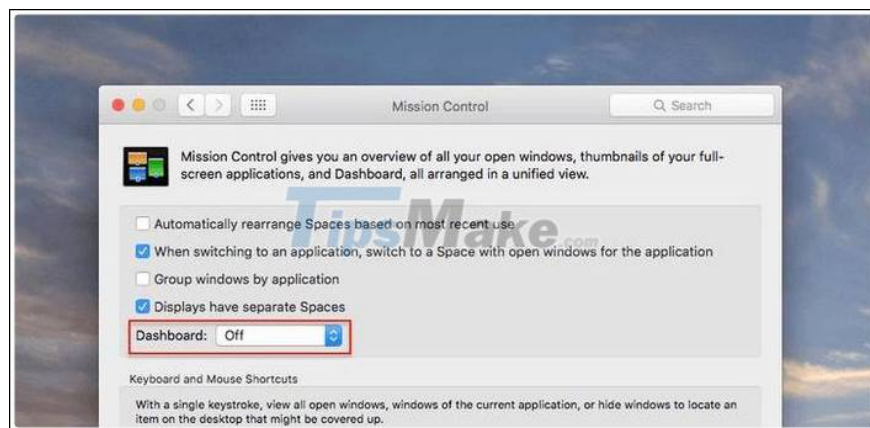 Mission Control
Search
Mission Control gives you an overview of all your open windows, thumbnails of your full-
screen applications, and Dashboard, all arranged in a unified view.
TipsMake.com
Automatically rearrange Spaces based on most recent use
When switching to an application, switch to a Space with open windows for the application
Group windows by application
Displays have separate Spaces
Dashboard: Off
Keyboard and Mouse Shortcuts
With a single keystroke, view all open windows, windows of the current application, or hide windows to locate an
item on the desktop that might be covered up.